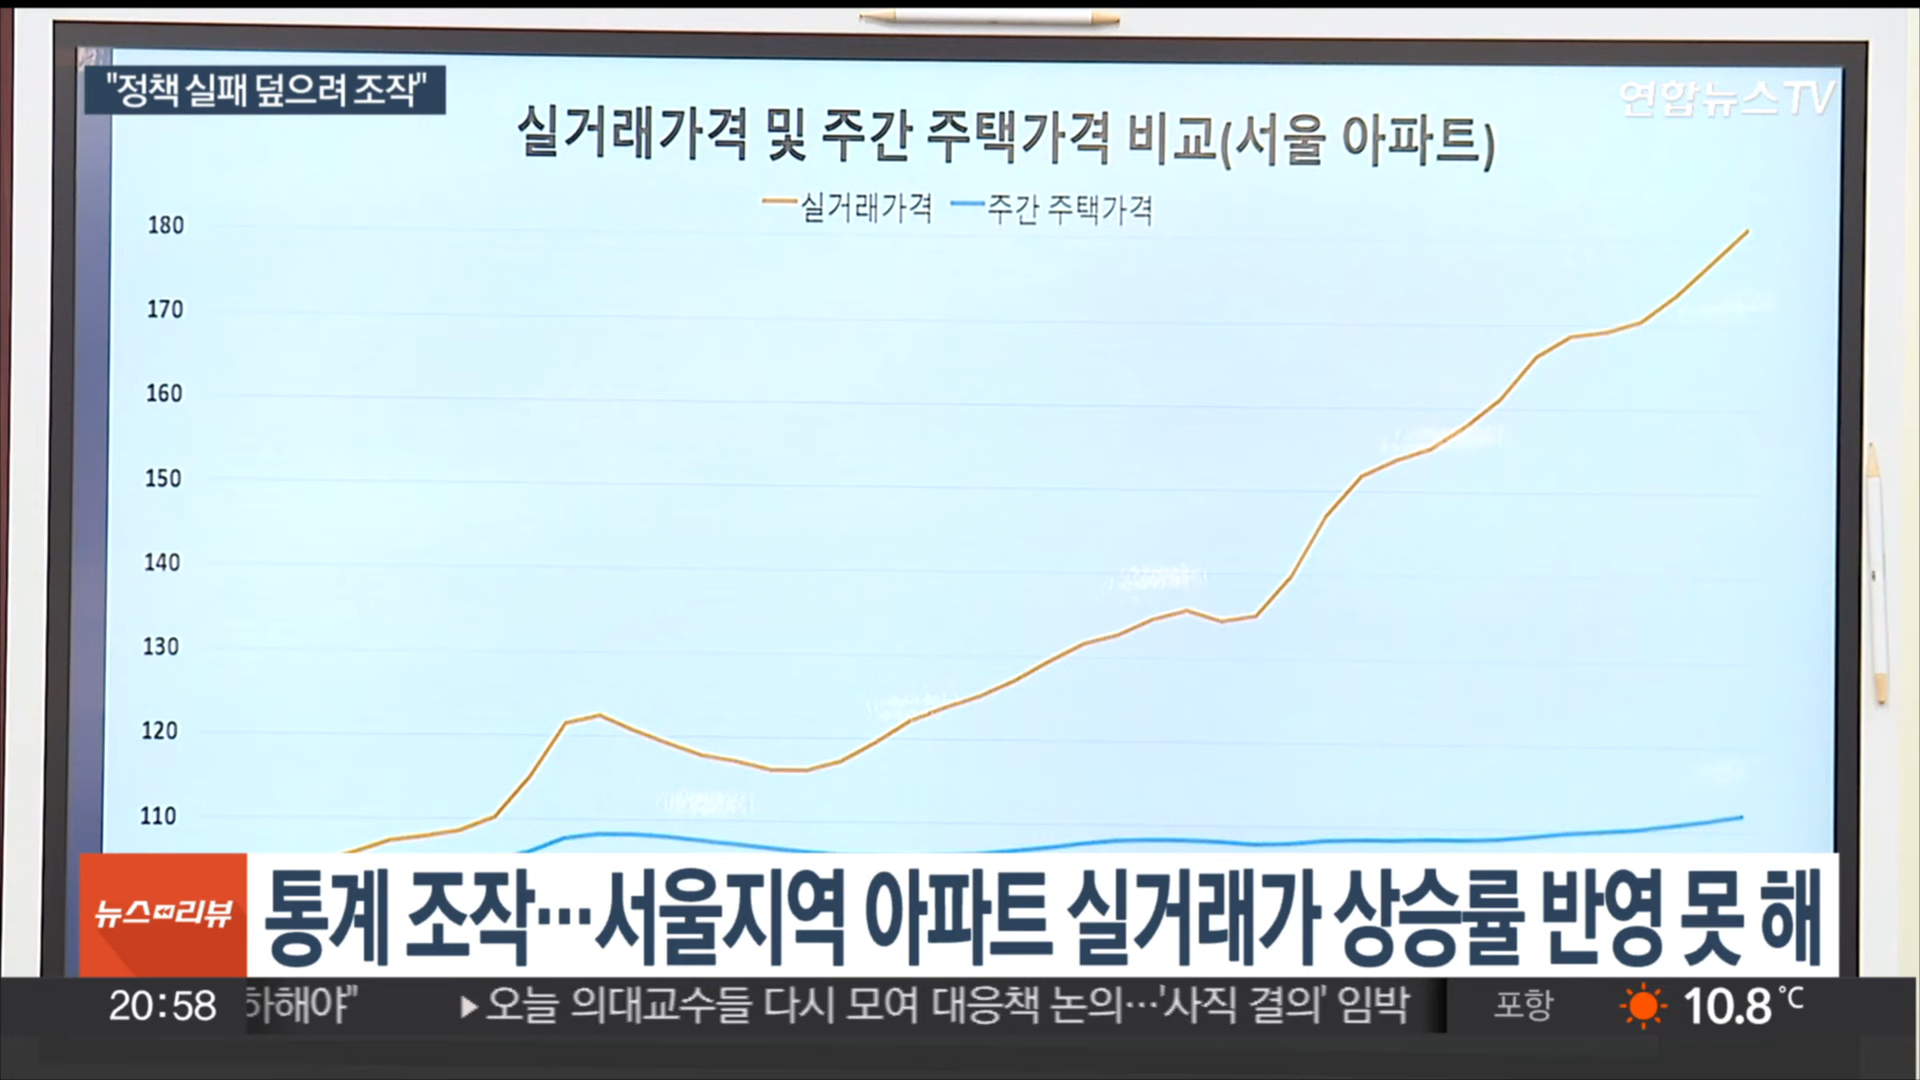 "정책 실패 덮으려 조작"
연합뉴스TV
실거래가격 및 주간 주택가격 비교(서울 아파트)
실거래가격 주간 주택가격
180
170
160
150
140
130
120
110
뉴스리뷰
통계 조작…서울지역 아파트 실거래가 상승률 반영 못 해
20:58 하해야" ▶오늘 의대교수들 다시 모여 대응책 논의…'사직 결의' 임박 포항 10.8℃